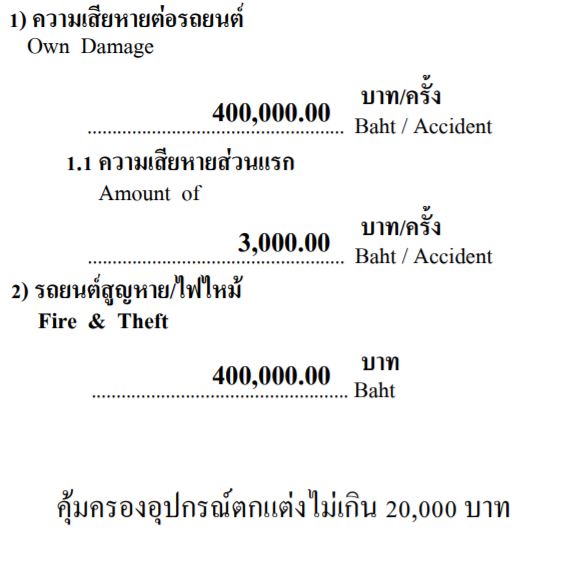 1) ความเสียหายต่อรถยนต์
Own Damage
400,000.00 บาท/ครั้ง
Baht / Accident
1.1 ความเสียหายส่วนแรก
Amount of
3,000.00 บาท/ครั้ง
Baht / Accident
2) รถยนต์สูญหาย/ไฟไหม้
Fire & Theft
400,000.00 บาท
Baht
คุ้มครองอุปกรณ์ตกแต่งไม่เกิน 20,000 บาท